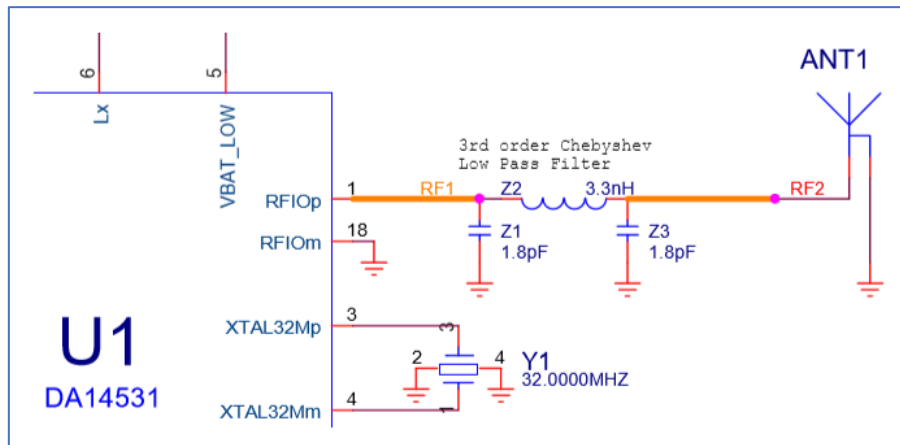 ANT1
6
5
Lx
VBAT_LOW
3rd order Chebyshev
Low Pass Filter
RFIOp
1
RF1
Z2
3.3nH
RF2
RFIOm
18
Z1
1.8pF
Z3
1.8pF
XTAL32Mp
3
3
U1
2
4
Y1
32.0000MHZ
DA14531
XTAL32Mm
4
1